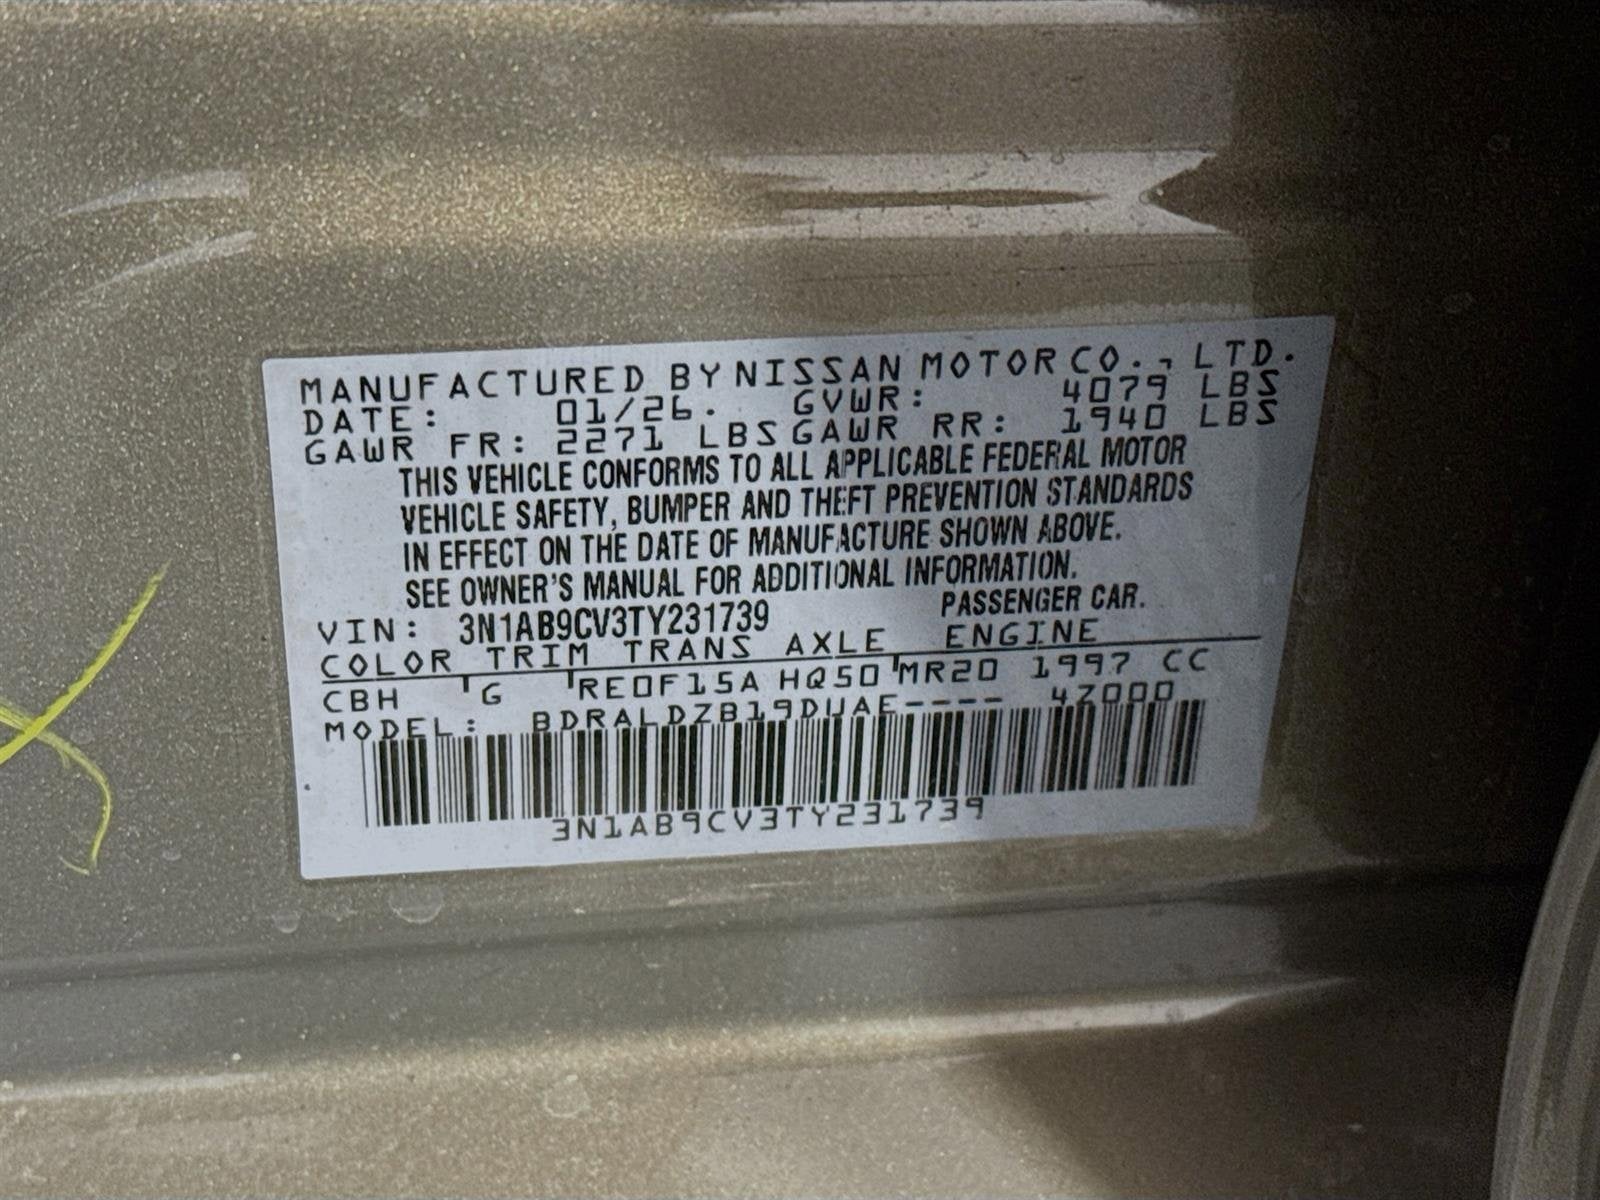 MANUFACTURED BY NISSAN MOTOR CO., LTD.
DATE: 01/26. GVWR: 4079 LBS
GAWR FR: 2271 LBS GAWR RR: 1940 LBS
THIS VEHICLE CONFORMS TO ALL APPLICABLE FEDERAL MOTOR
VEHICLE SAFETY, BUMPER AND THEFT PREVENTION STANDARDS
IN EFFECT ON THE DATE OF MANUFACTURE SHOWN ABOVE.
SEE OWNER'S MANUAL FOR ADDITIONAL INFORMATION.
PASSENGER CAR.
VIN: 3N1AB9CV3TY231739
COLOR TRIM TRANS AXLE ENGINE
CBH G RE0F15A HQ50 MR20 1997 CC
MODEL: BDRALDZB19DUAE---- 4Z000
3N1AB9CV3TY231739